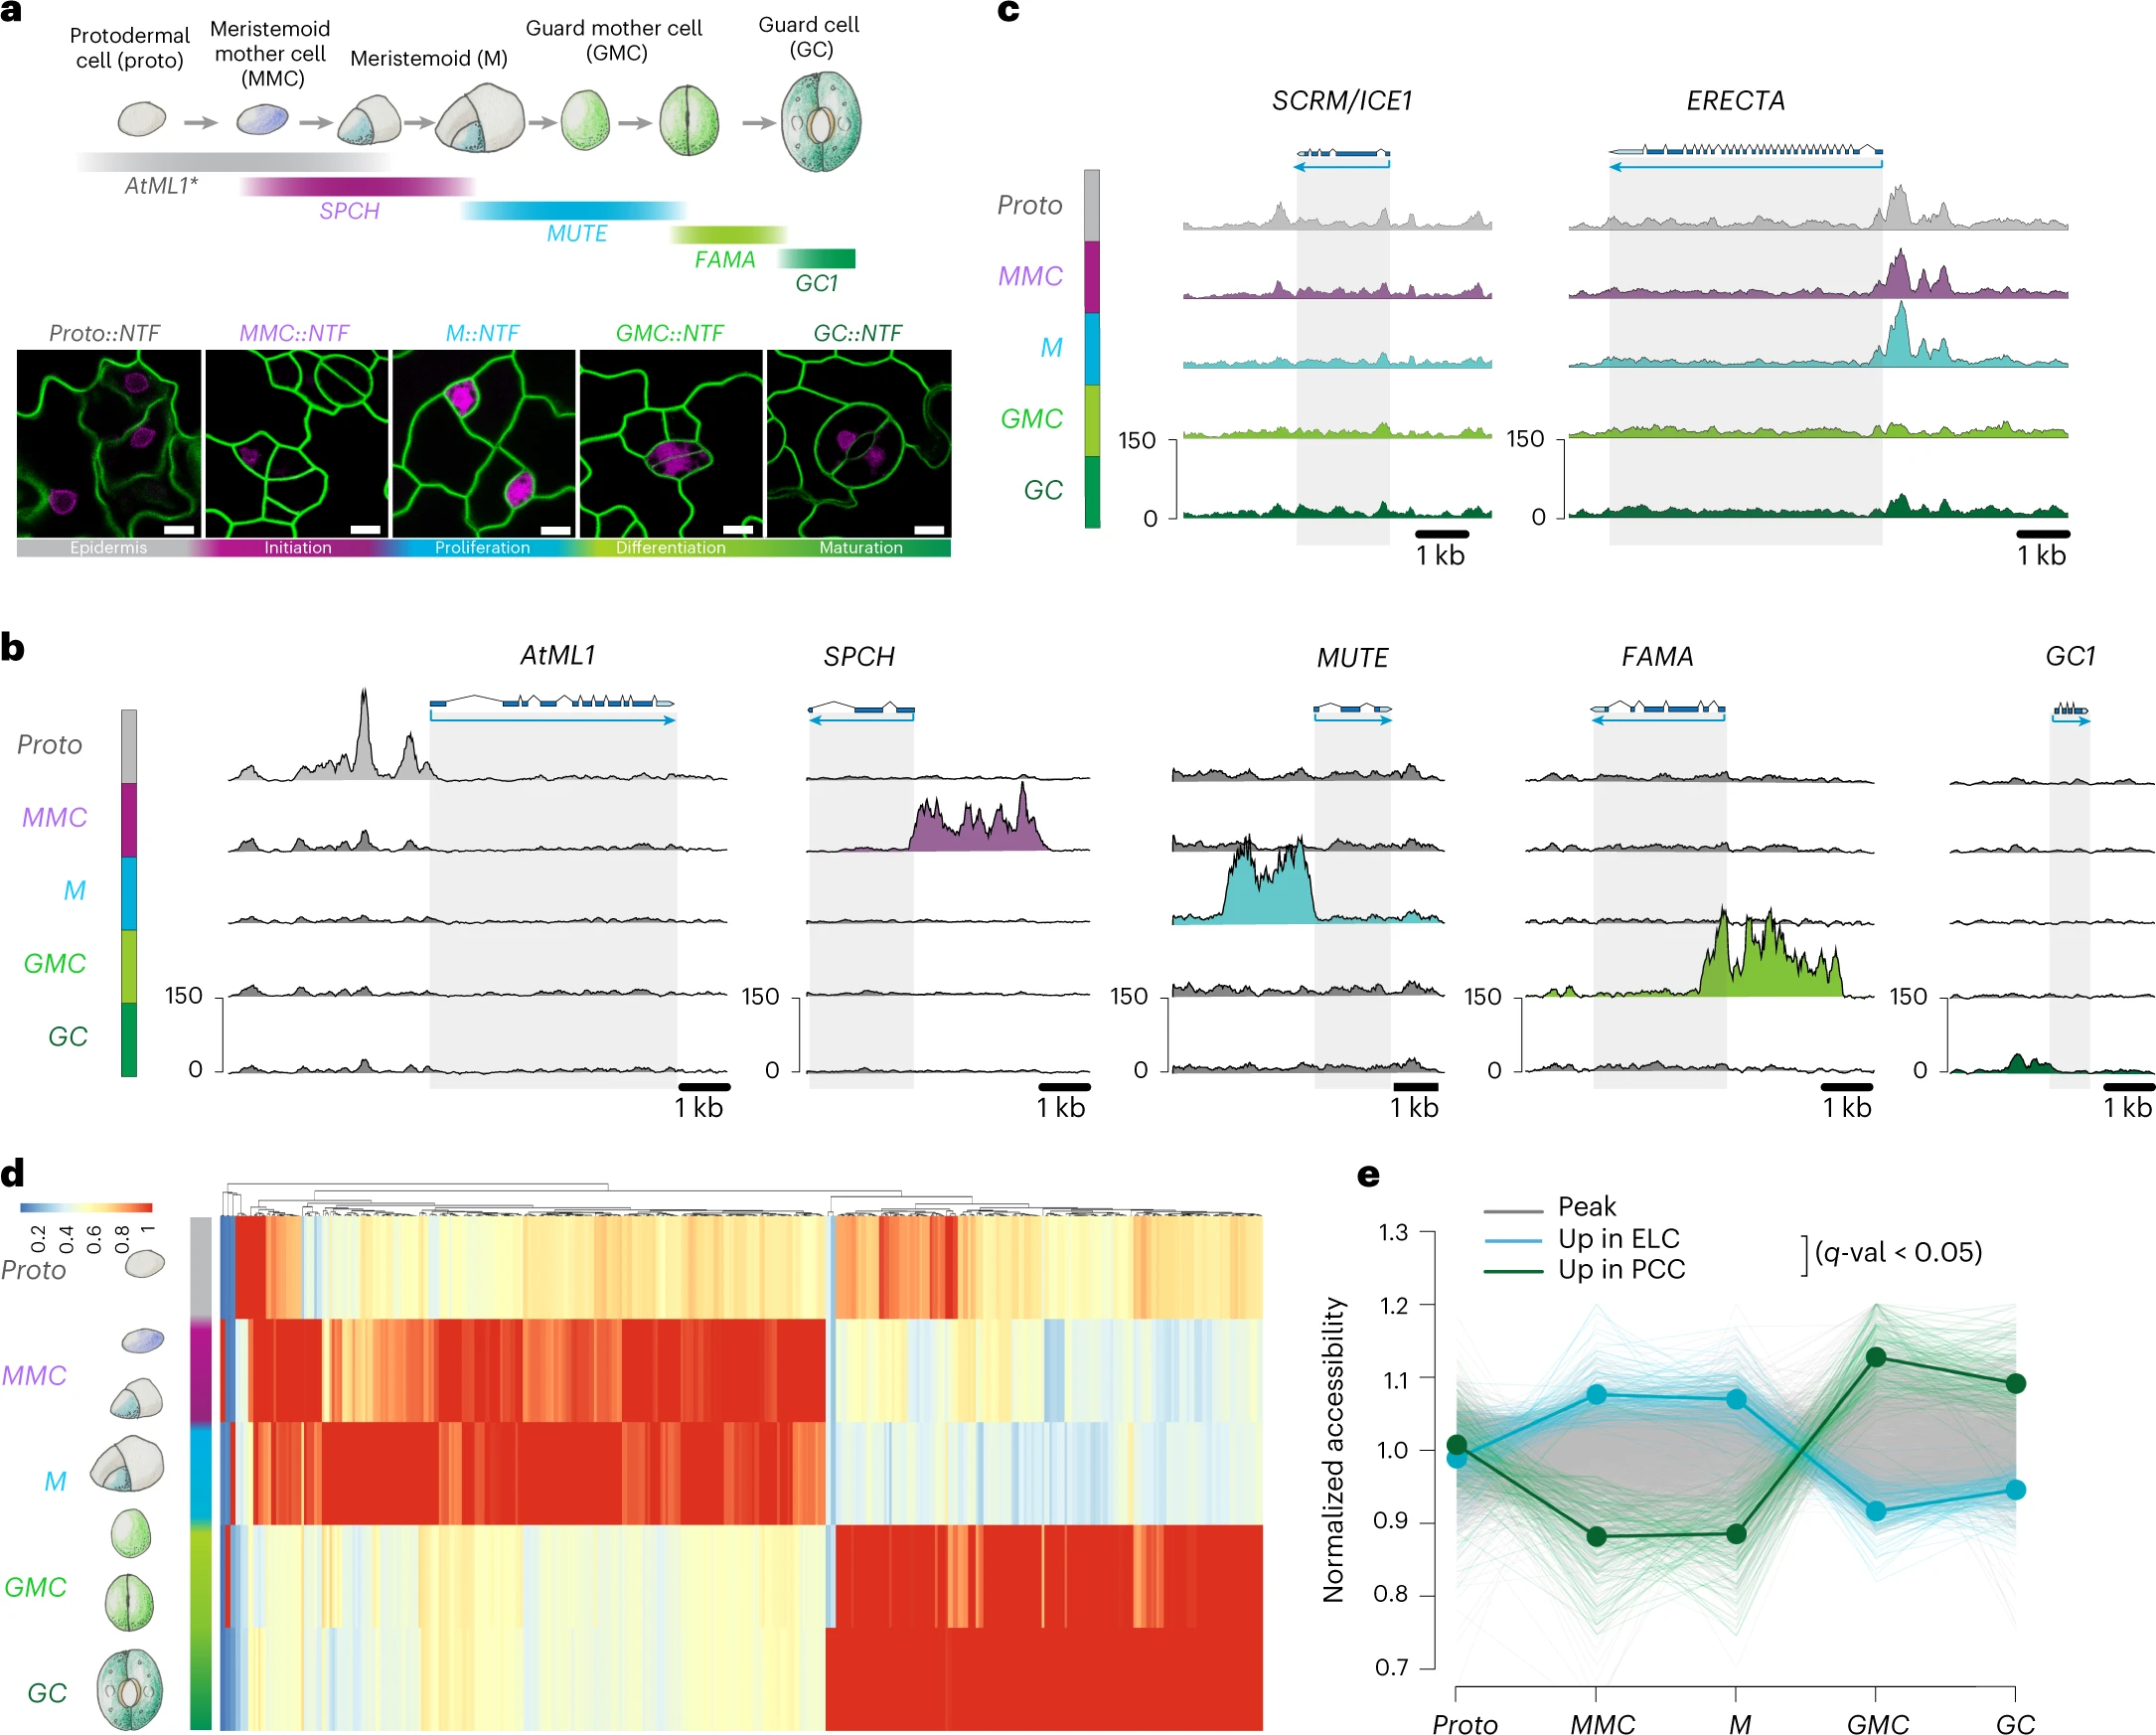 a
Protodermal
cell (proto)
Meristemoid
mother cell
(MMC)
Meristemoid (M)
Guard mother cell
(GMC)
Guard cell
(GC)
AtML1*
SPCH
MUTE
FAMA
GC1
Proto::NTF
MMC::NTF
M::NTF
GMC::NTF
GC::NTF
Epidermis
Initiation
Proliferation
Differentiation
Maturation
c
SCRM/ICE1
ERECTA
Proto
MMC
M
GMC
GC
150
0
150
0
1 kb
1 kb
b
AtML1
SPCH
MUTE
FAMA
GC1
Proto
MMC
M
GMC
GC
150
0
150
0
150
0
150
0
150
0
1 kb
1 kb
1 kb
1 kb
1 kb
d
0.2
0.4
0.6
0.8
1
Proto
MMC
M
GMC
GC
e
Peak
Up in ELC
Up in PCC
(q-val < 0.05)
Normalized accessibility
1.3
1.2
1.1
1.0
0.9
0.8
0.7
Proto
MMC
M
GMC
GC